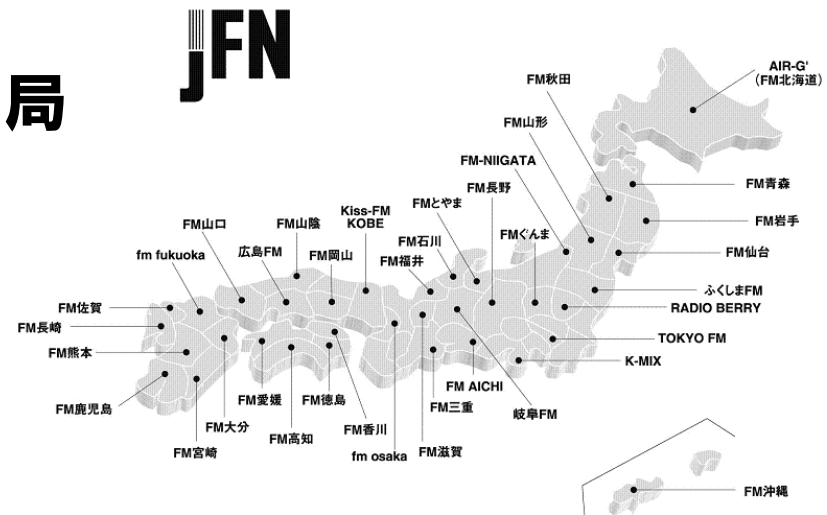 JFN
局
AIR-G'
(FM北海道)
FM秋田
FM山形
FM-NIIGATA
FM長野
FMとやま
FMぐんま
FM石川
FM福井
Kiss-FM
KOBE
FM山陰
FM岡山
広島FM
FM山口
fm fukuoka
FM青森
FM岩手
FM仙台
ふくしまFM
RADIO BERRY
TOKYO FM
K-MIX
FM佐賀
FM長崎
FM熊本
FM鹿児島
FM宮崎
FM大分
FM愛媛
FM高知
FM徳島
FM香川
fm osaka
FM滋賀
FM三重
FM AICHI
岐阜FM
FM沖縄